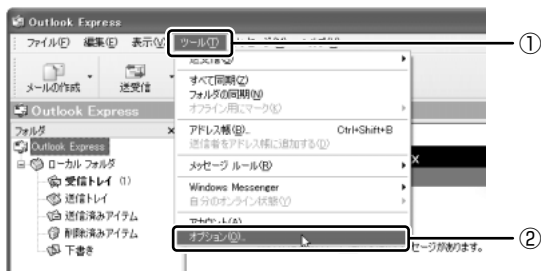 Outlook Express
ファイル(F) 編集(E) 表示(V) ツール(T)
①
メールの作成 送受信
すべて同期(Z)
フォルダの同期(N)
オフライン用にマーク(K)
Outlook Express
フォルダ ×
アドレス帳(B)... Ctrl+Shift+B
送信者をアドレス帳に追加する(D)
Outlook Express
ローカル フォルダ
メッセージ ルール(R)
受信トレイ (1)
Windows Messenger
送信トレイ
自分のオンライン状態(Y)
送信済みアイテム
アカウント(A)...
削除済みアイテム
オプション(O)...
②
下書き
セージがあります。